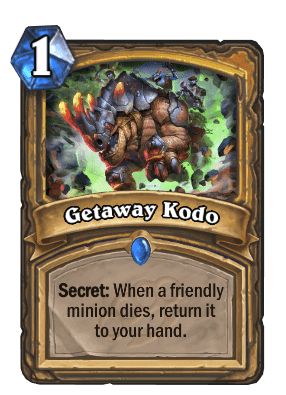 1
Getaway Kodo
Secret: When a friendly
minion dies, return it
to your hand.